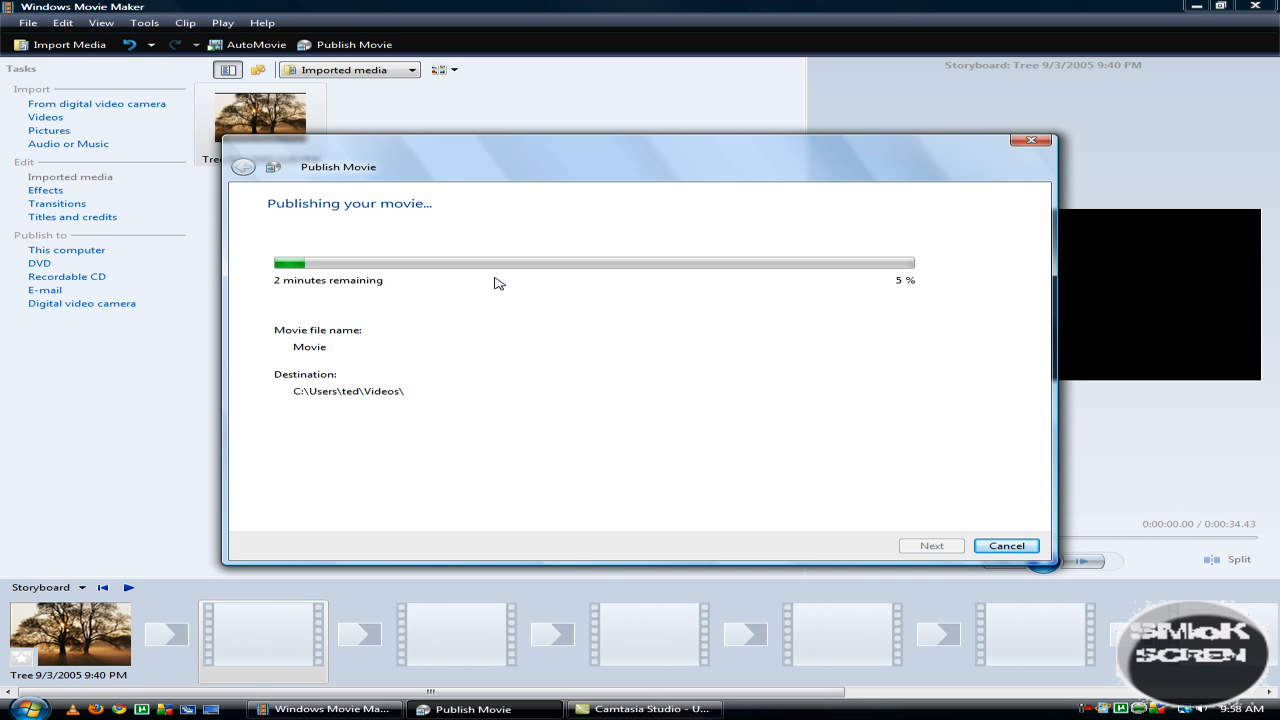 Windows Movie Maker
File Edit View Tools Clip Play Help
Import Media AutoMovie Publish Movie
Tasks
Imported media
Storyboard: Tree 9/3/2005 9:40 PM
Import
From digital video camera
Videos
Pictures
Audio or Music
Edit
Imported media
Effects
Transitions
Titles and credits
Publish to
This computer
DVD
Recordable CD
E-mail
Digital video camera
Publish Movie
Publishing your movie...
2 minutes remaining 5 %
Movie file name:
Movie
Destination:
C:\Users\ted\Videos\
Next Cancel
0:00:00.00 / 0:00:34.43
Split
Storyboard
Tree 9/3/2005 9:40 PM
SMoK
SCREN
Windows Movie Ma...
Publish Movie
Camtasia Studio - U...
9:58 AM